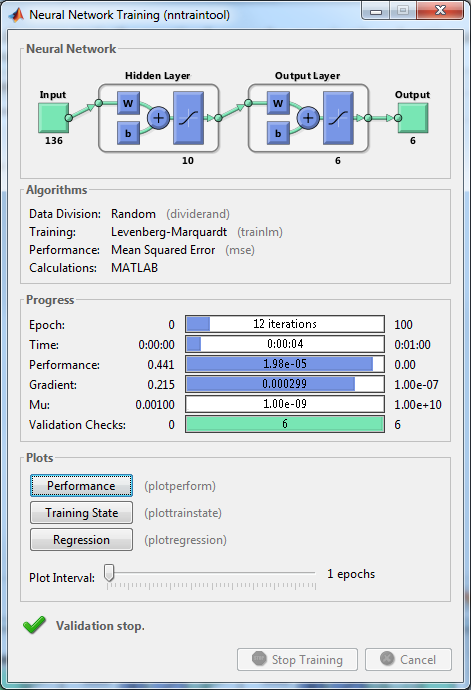 Neural Network Training (nntraintool)
Neural Network
Hidden Layer Output Layer
Input Output
W W
b b
+ +
136 10 6 6
Algorithms
Data Division: Random (dividerand)
Training: Levenberg-Marquardt (trainlm)
Performance: Mean Squared Error (mse)
Calculations: MATLAB
Progress
Epoch: 0 12 iterations 100
Time: 0:00:00 0:00:04 0:01:00
Performance: 0.441 1.98e-05 0.00
Gradient: 0.215 0.000299 1.00e-07
Mu: 0.00100 1.00e-09 1.00e+10
Validation Checks: 0 6 6
Plots
Performance (plotperform)
Training State (plottrainstate)
Regression (plotregression)
Plot Interval: 1 epochs
Validation stop.
Stop Training Cancel